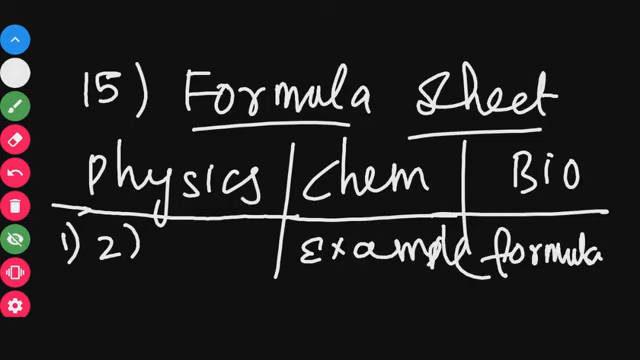 15) Formula Sheet
Physics Chem Bio
1) 2) Example formula